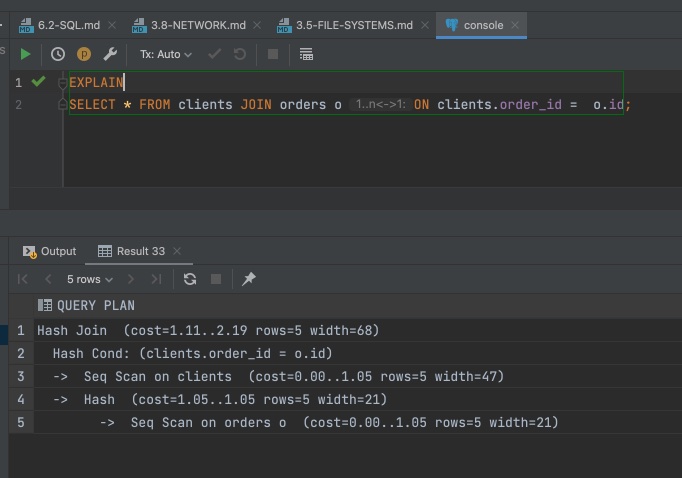 6.2-SQL.md
3.8-NETWORK.md
3.5-FILE-SYSTEMS.md
console
Tx: Auto
1 EXPLAIN
2 SELECT * FROM clients JOIN orders o 1..n<->1: ON clients.order_id =  o.id;
Output
Result 33
5 rows
QUERY PLAN
1 Hash Join  (cost=1.11..2.19 rows=5 width=68)
2   Hash Cond: (clients.order_id = o.id)
3   ->  Seq Scan on clients  (cost=0.00..1.05 rows=5 width=47)
4   ->  Hash  (cost=1.05..1.05 rows=5 width=21)
5         ->  Seq Scan on orders o  (cost=0.00..1.05 rows=5 width=21)